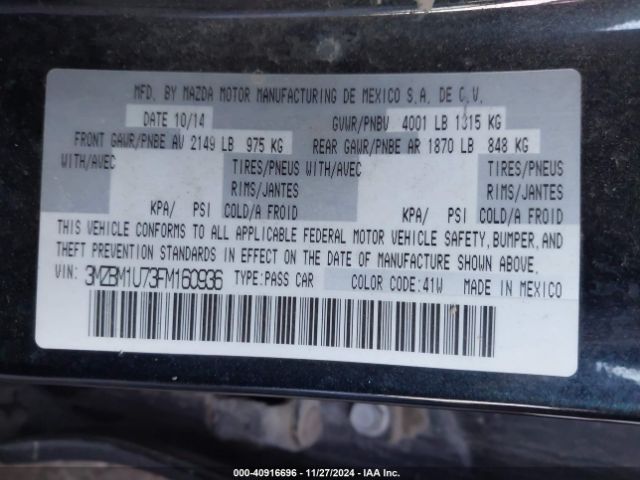 MFD. BY MAZDA MOTOR MANUFACTURING DE MEXICO S.A. DE C.V.
DATE 10/14 GVWR/PNBV 4001 LB 1815 KG
FRONT GAWR/PNBE AV 2149 LB 975 KG REAR GAWR/PNBE AR 1870 LB 848 KG
WITH/AVEC TIRES/PNEUS WITH/AVEC TIRES/PNEUS
RIMS/JANTES RIMS/JANTES
KPA/ PSI COLD/A FROID KPA/ PSI COLD/A FROID
THIS VEHICLE CONFORMS TO ALL APPLICABLE FEDERAL MOTOR VEHICLE SAFETY, BUMPER, AND
THEFT PREVENTION STANDARDS IN EFFECT ON THE DATE OF MANUFACTURE SHOWN ABOVE.
VIN: 3MZBM1U73FM160936 TYPE:PASS CAR COLOR CODE:41W MADE IN MEXICO
000-40916696 - 11/27/2024 - IAA Inc.